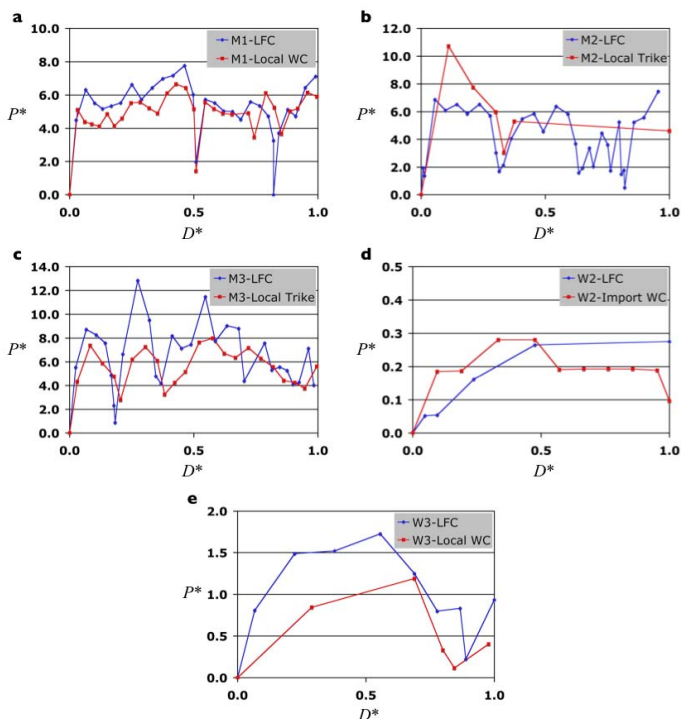 a
10.0
8.0
6.0
4.0
2.0
0.0
P*
M1-LFC
M1-Local WC
0.0
0.5
1.0
D*
b
12.0
10.0
8.0
6.0
4.0
2.0
0.0
P*
M2-LFC
M2-Local Trike
0.0
0.5
1.0
D*
c
14.0
12.0
10.0
8.0
6.0
4.0
2.0
0.0
P*
M3-LFC
M3-Local Trike
0.0
0.5
1.0
D*
d
0.5
0.4
0.3
0.2
0.1
0.0
P*
W2-LFC
W2-Import WC
0.0
0.5
1.0
D*
e
2.0
1.5
1.0
0.5
0.0
P*
W3-LFC
W3-Local WC
0.0
0.5
1.0
D*